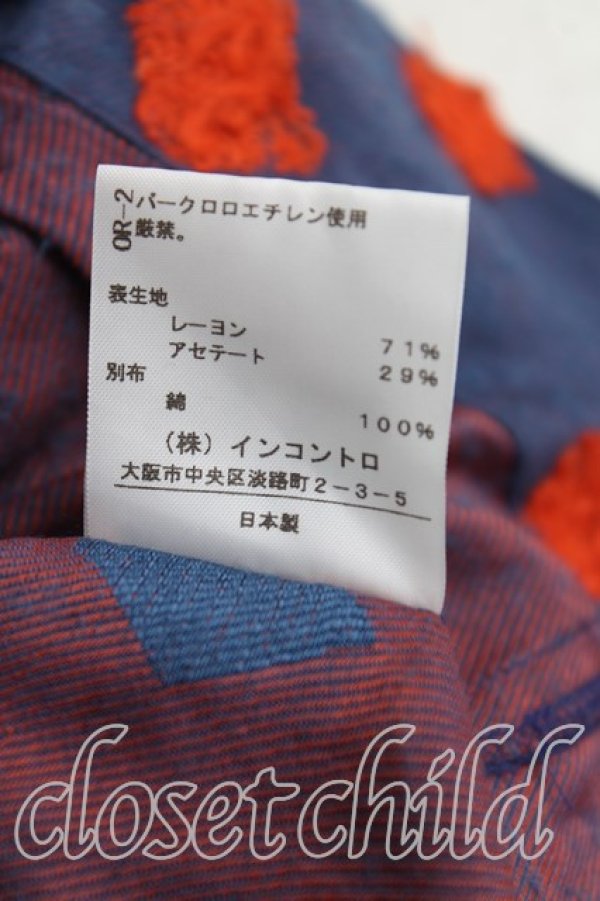 OR-2
パークロロエチレン使用
厳禁。
表生地
レーヨン 71%
アセテート 29%
別布
綿 100%
(株)インコントロ
大阪市中央区淡路町2-3-5
日本製
closetchild